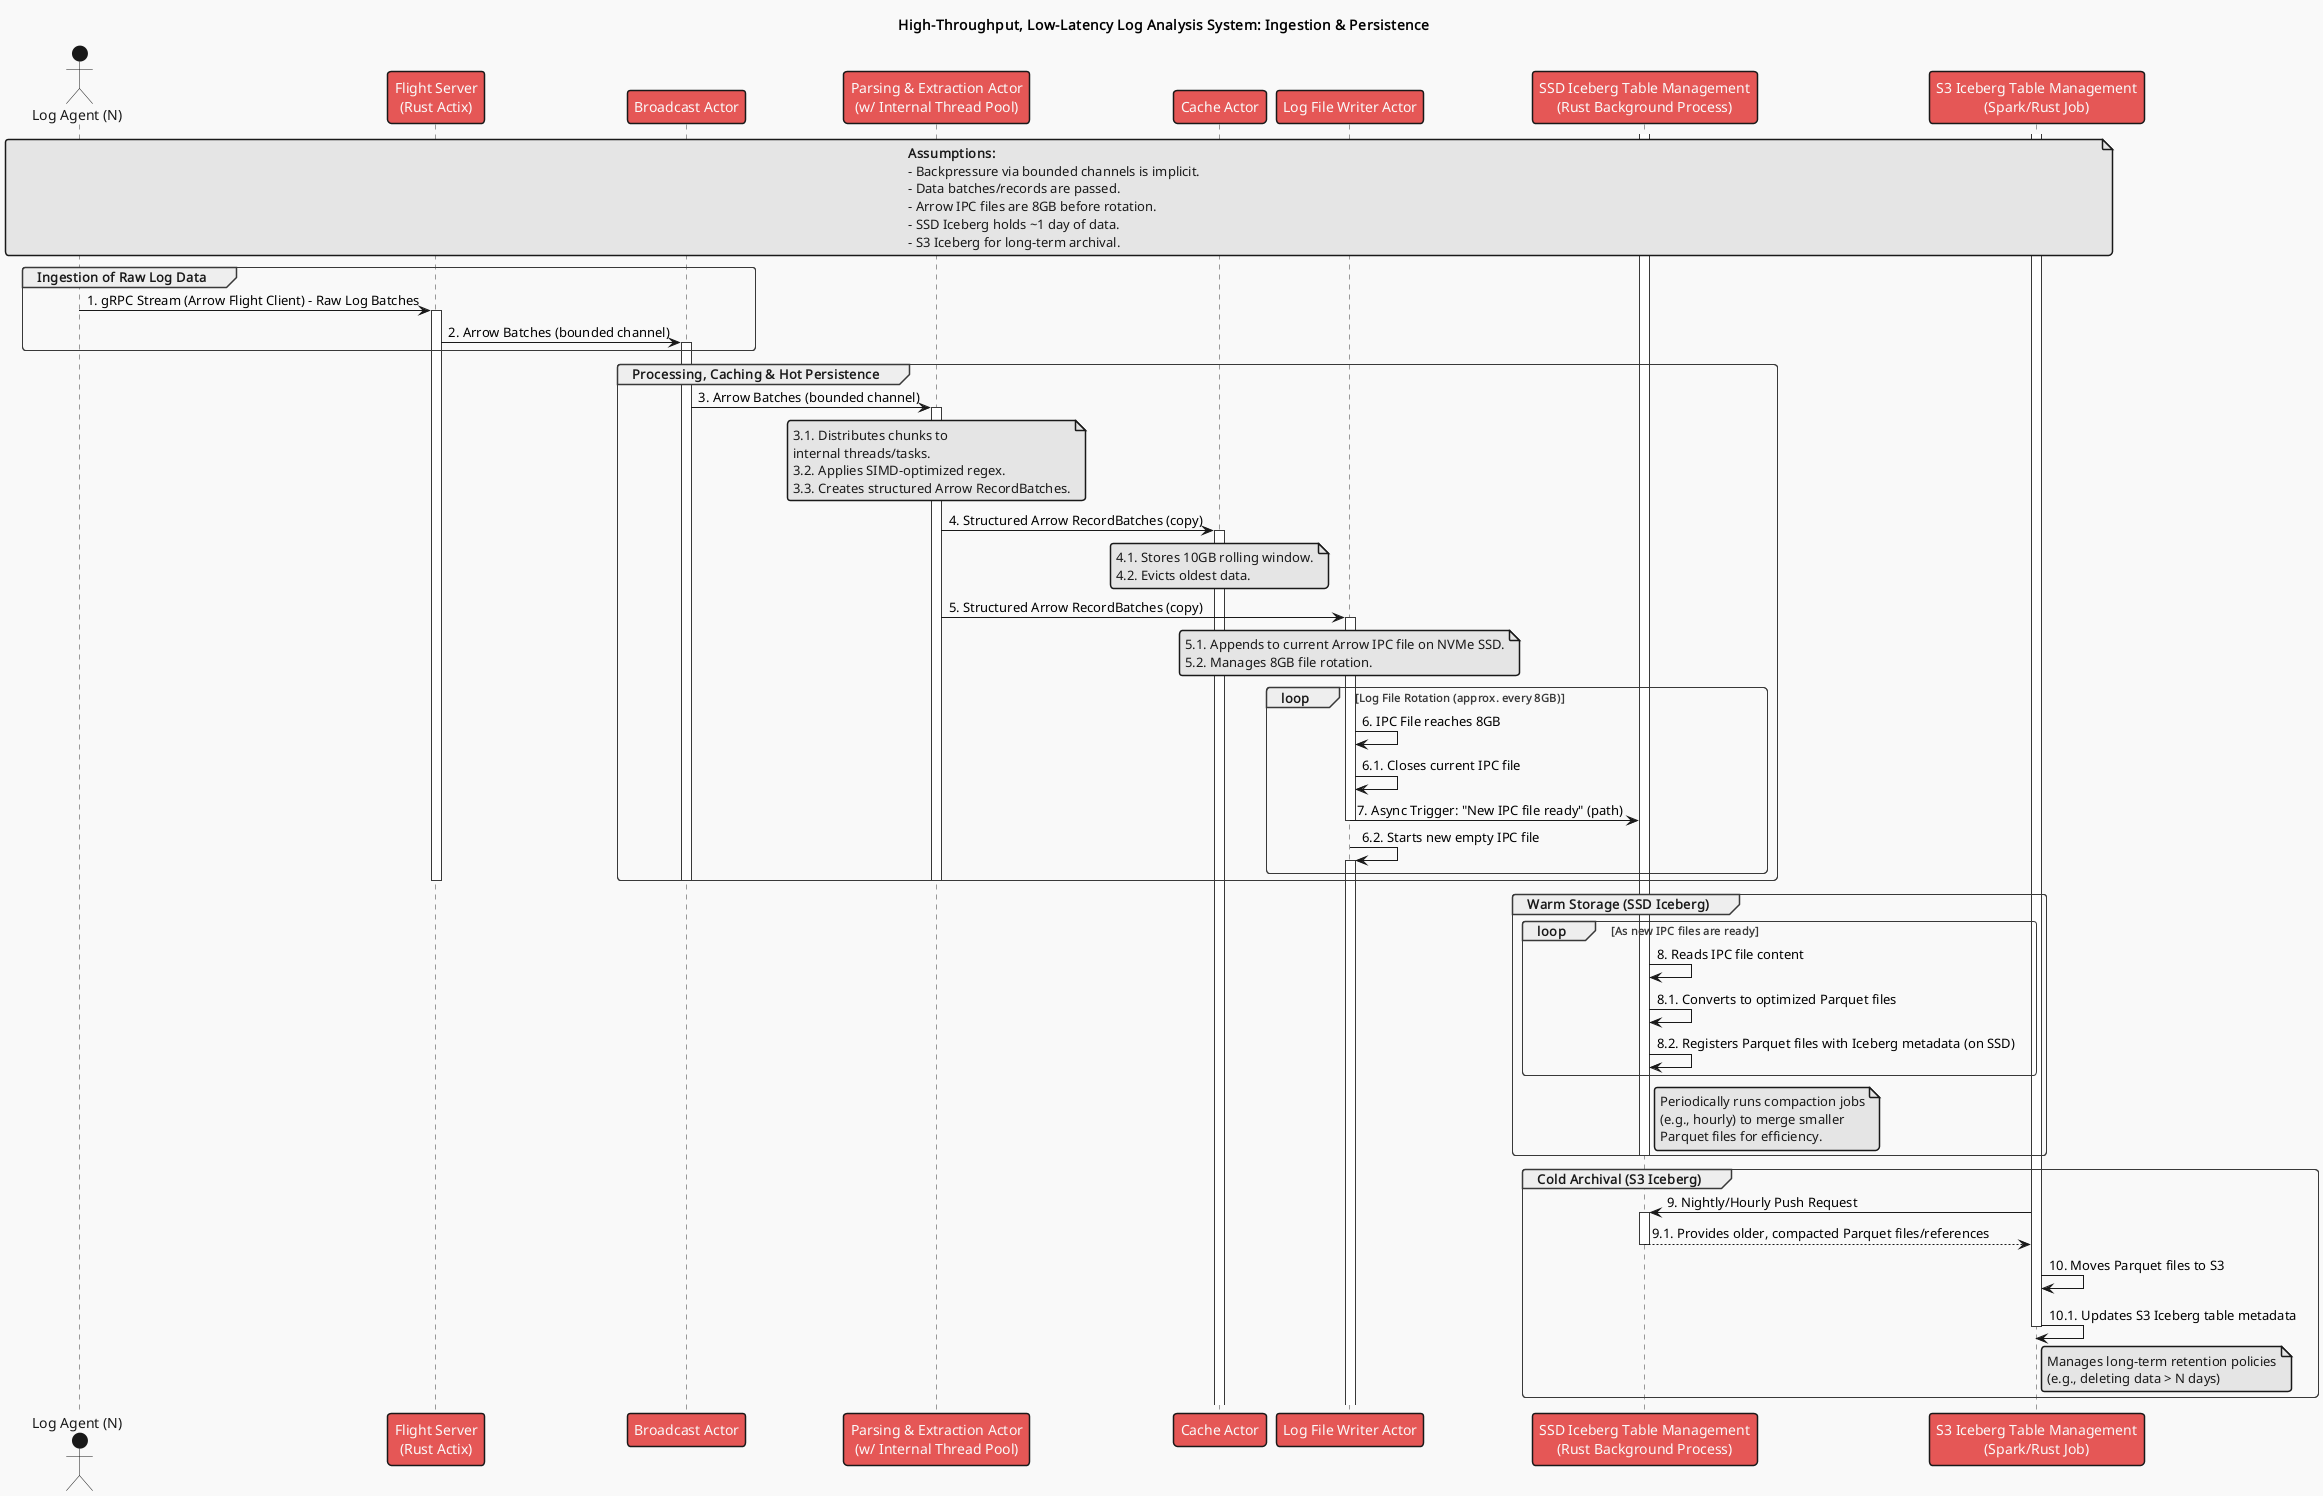 High-Throughput, Low-Latency Log Analysis System: Ingestion & Persistence
Log Agent (N)
Flight Server
(Rust Actix)
Broadcast Actor
Parsing & Extraction Actor
(w/ Internal Thread Pool)
Cache Actor
Log File Writer Actor
SSD Iceberg Table Management
(Rust Background Process)
S3 Iceberg Table Management
(Spark/Rust Job)
Assumptions:
- Backpressure via bounded channels is implicit.
- Data batches/records are passed.
- Arrow IPC files are 8GB before rotation.
- SSD Iceberg holds ~1 day of data.
- S3 Iceberg for long-term archival.
Ingestion of Raw Log Data
1. gRPC Stream (Arrow Flight Client) - Raw Log Batches
2. Arrow Batches (bounded channel)
Processing, Caching & Hot Persistence
3. Arrow Batches (bounded channel)
3.1. Distributes chunks to
internal threads/tasks.
3.2. Applies SIMD-optimized regex.
3.3. Creates structured Arrow RecordBatches.
4. Structured Arrow RecordBatches (copy)
4.1. Stores 10GB rolling window.
4.2. Evicts oldest data.
5. Structured Arrow RecordBatches (copy)
5.1. Appends to current Arrow IPC file on NVMe SSD.
5.2. Manages 8GB file rotation.
loop [Log File Rotation (approx. every 8GB)]
6. IPC File reaches 8GB
6.1. Closes current IPC file
7. Async Trigger: "New IPC file ready" (path)
6.2. Starts new empty IPC file
Warm Storage (SSD Iceberg)
loop [As new IPC files are ready]
8. Reads IPC file content
8.1. Converts to optimized Parquet files
8.2. Registers Parquet files with Iceberg metadata (on SSD)
Periodically runs compaction jobs
(e.g., hourly) to merge smaller
Parquet files for efficiency.
Cold Archival (S3 Iceberg)
9. Nightly/Hourly Push Request
9.1. Provides older, compacted Parquet files/references
10. Moves Parquet files to S3
10.1. Updates S3 Iceberg table metadata
Manages long-term retention policies
(e.g., deleting data > N days)
Log Agent (N)
Flight Server
(Rust Actix)
Broadcast Actor
Parsing & Extraction Actor
(w/ Internal Thread Pool)
Cache Actor
Log File Writer Actor
SSD Iceberg Table Management
(Rust Background Process)
S3 Iceberg Table Management
(Spark/Rust Job)